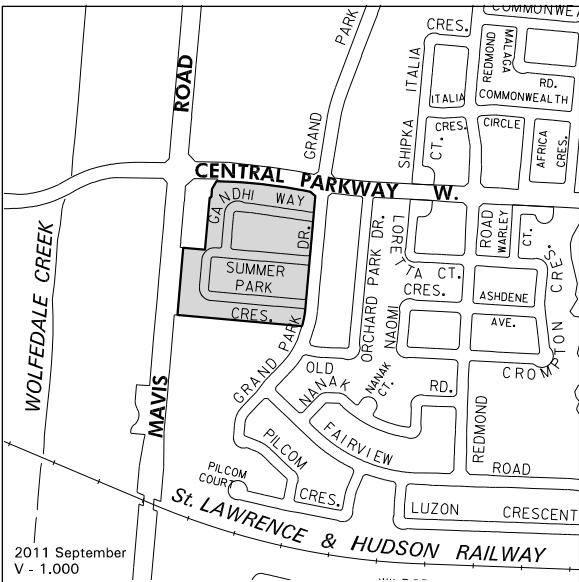 COMMONWE
CRES.
PARK
ROAD
ITALIA
REDMOND
MALAGA
RD.
ITALIA
COMMONWEALTH
GRAND
SHIPKA
CRES.
CT.
CIRCLE
AFRICA
CRES.
CENTRAL PARKWAY W.
GANDHI WAY
DR.
SUMMER
PARK
CRES.
ORCHARD PARK DR.
LORETTA CT.
CRES.
NAOMI
ROAD
WARLEY
CT.
ASHDENE
AVE.
CROMPTON CRES.
WOLFEDALE CREEK
MAVIS
GRAND PARK
OLD
NANAK
NANAK
CT.
RD.
REDMOND
FAIRVIEW
ROAD
PILCOM
CRES.
PILCOM
COURT
LUZON CRESCENT
St. LAWRENCE & HUDSON RAILWAY
2011 September
V - 1.000